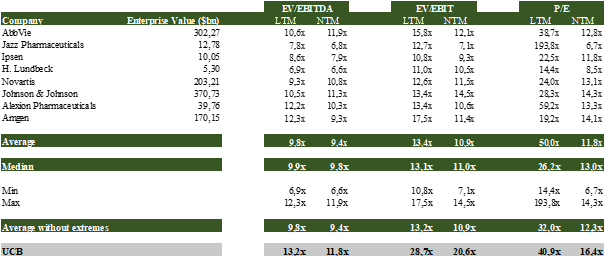 EV/EBITDA EV/EBIT P/E
Company Enterprise Value ($bn) LTM NTM LTM NTM LTM NTM
AbbVie 302,27 10,6x 11,9x 15,8x 12,1x 38,7x 12,8x
Jazz Pharmaceuticals 12,78 7,8x 6,8x 12,7x 7,1x 193,8x 6,7x
Ipsen 10,05 8,6x 7,9x 10,8x 9,3x 22,5x 11,8x
H. Lundbeck 5,30 6,9x 6,6x 11,0x 10,5x 14,4x 8,5x
Novartis 203,21 9,3x 10,8x 12,6x 11,5x 24,0x 13,1x
Johnson & Johnson 370,73 10,5x 11,3x 13,4x 14,5x 28,3x 14,3x
Alexion Pharmaceuticals 39,76 12,2x 10,3x 13,4x 10,6x 59,2x 13,3x
Amgen 170,15 12,3x 9,3x 17,5x 11,4x 19,2x 14,1x
Average 9,8x 9,4x 13,4x 10,9x 50,0x 11,8x
Median 9,9x 9,8x 13,1x 11,0x 26,2x 13,0x
Min 6,9x 6,6x 10,8x 7,1x 14,4x 6,7x
Max 12,3x 11,9x 17,5x 14,5x 193,8x 14,3x
Average without extremes 9,8x 9,4x 13,2x 10,9x 32,0x 12,3x
UCB 13,2x 11,8x 28,7x 20,6x 40,9x 16,4x